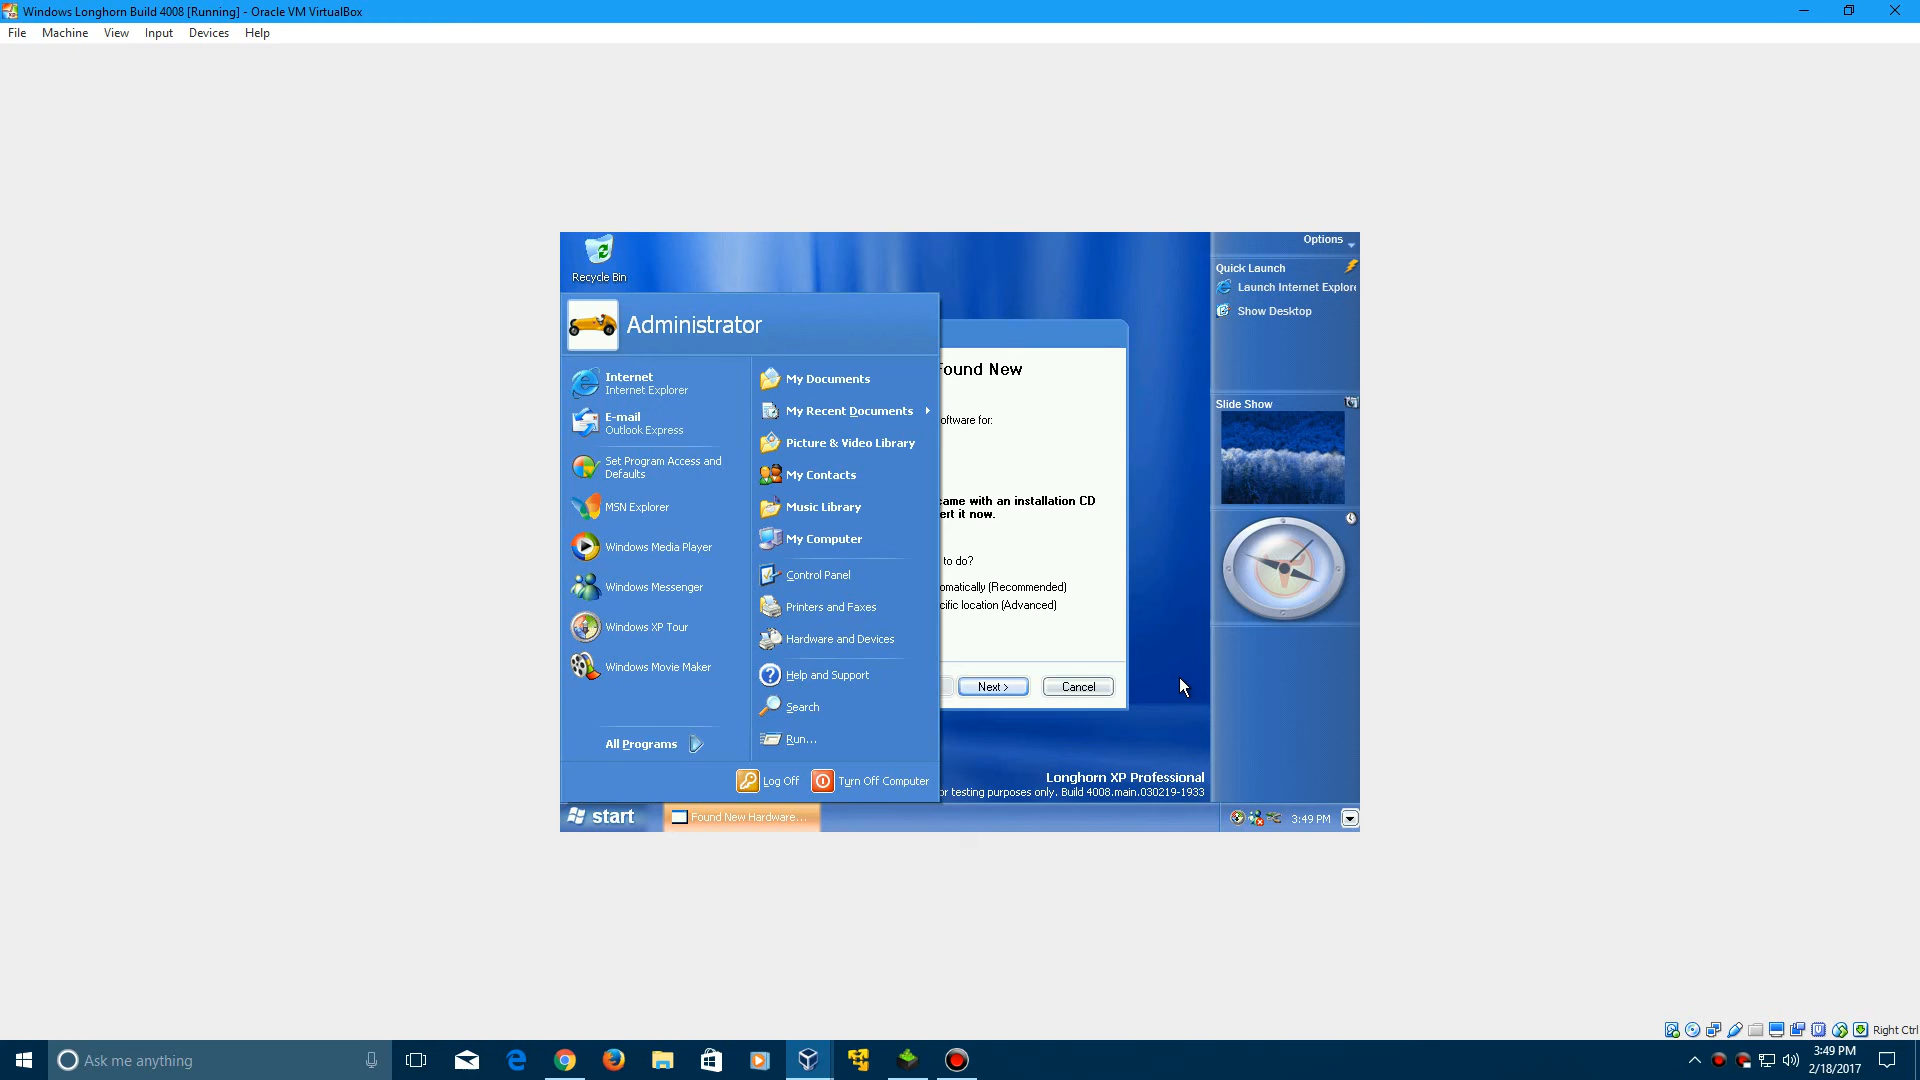 Windows Longhorn Build 4008 [Running] - Oracle VM VirtualBox
File Machine View Input Devices Help
Recycle Bin
Options
Quick Launch
Launch Internet Explore
Show Desktop
Slide Show
Administrator
Internet
Internet Explorer
E-mail
Outlook Express
Set Program Access and
Defaults
MSN Explorer
Windows Media Player
Windows Messenger
Windows XP Tour
Windows Movie Maker
All Programs
My Documents
My Recent Documents
Picture & Video Library
My Contacts
Music Library
My Computer
Control Panel
Printers and Faxes
Hardware and Devices
Help and Support
Search
Run...
Log Off
Turn Off Computer
Found New
oftware for:
came with an installation CD
ert it now.
to do?
omatically (Recommended)
cific location (Advanced)
Next >
Cancel
Longhorn XP Professional
or testing purposes only. Build 4008.main.030219-1933
start
Found New Hardware...
3:49 PM
Right Ctrl
Ask me anything
3:49 PM
2/18/2017